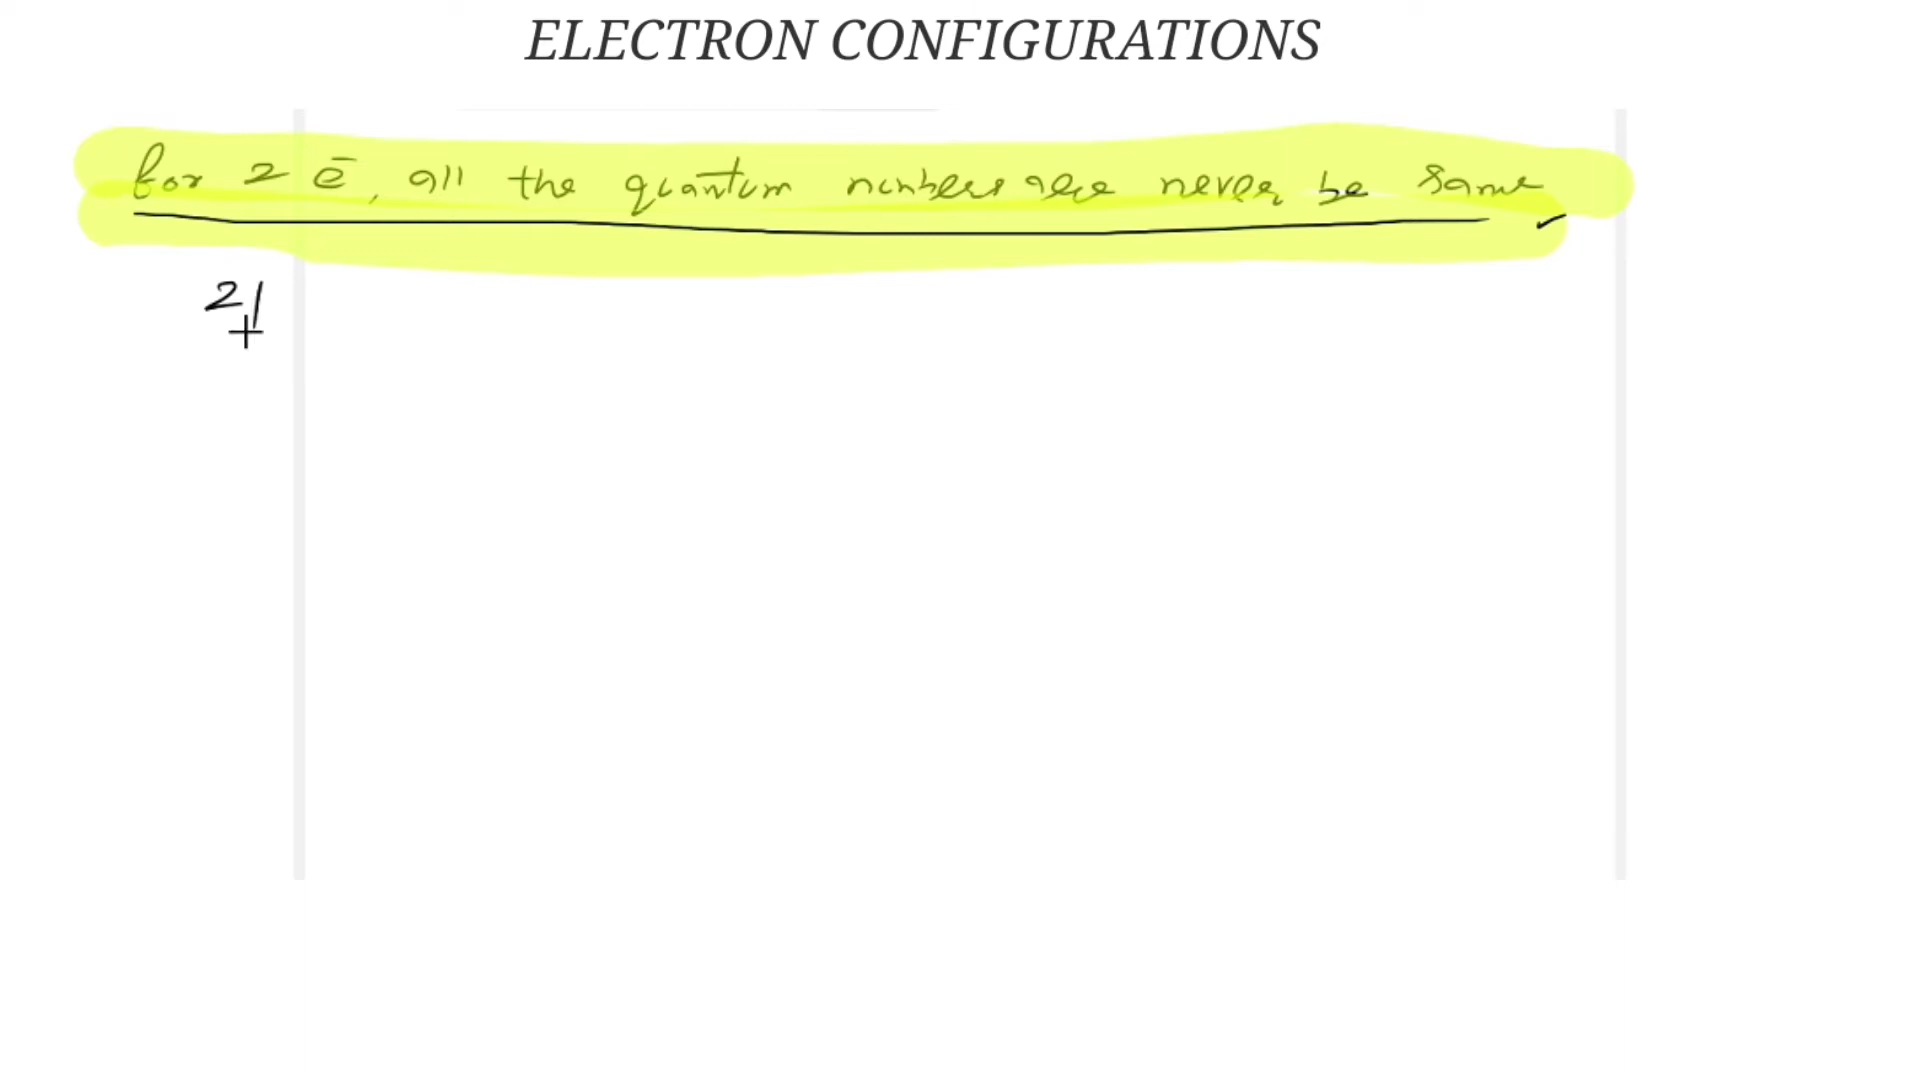 ELECTRON CONFIGURATIONS
for 2 ē, all the quantum numbers are never be same
2